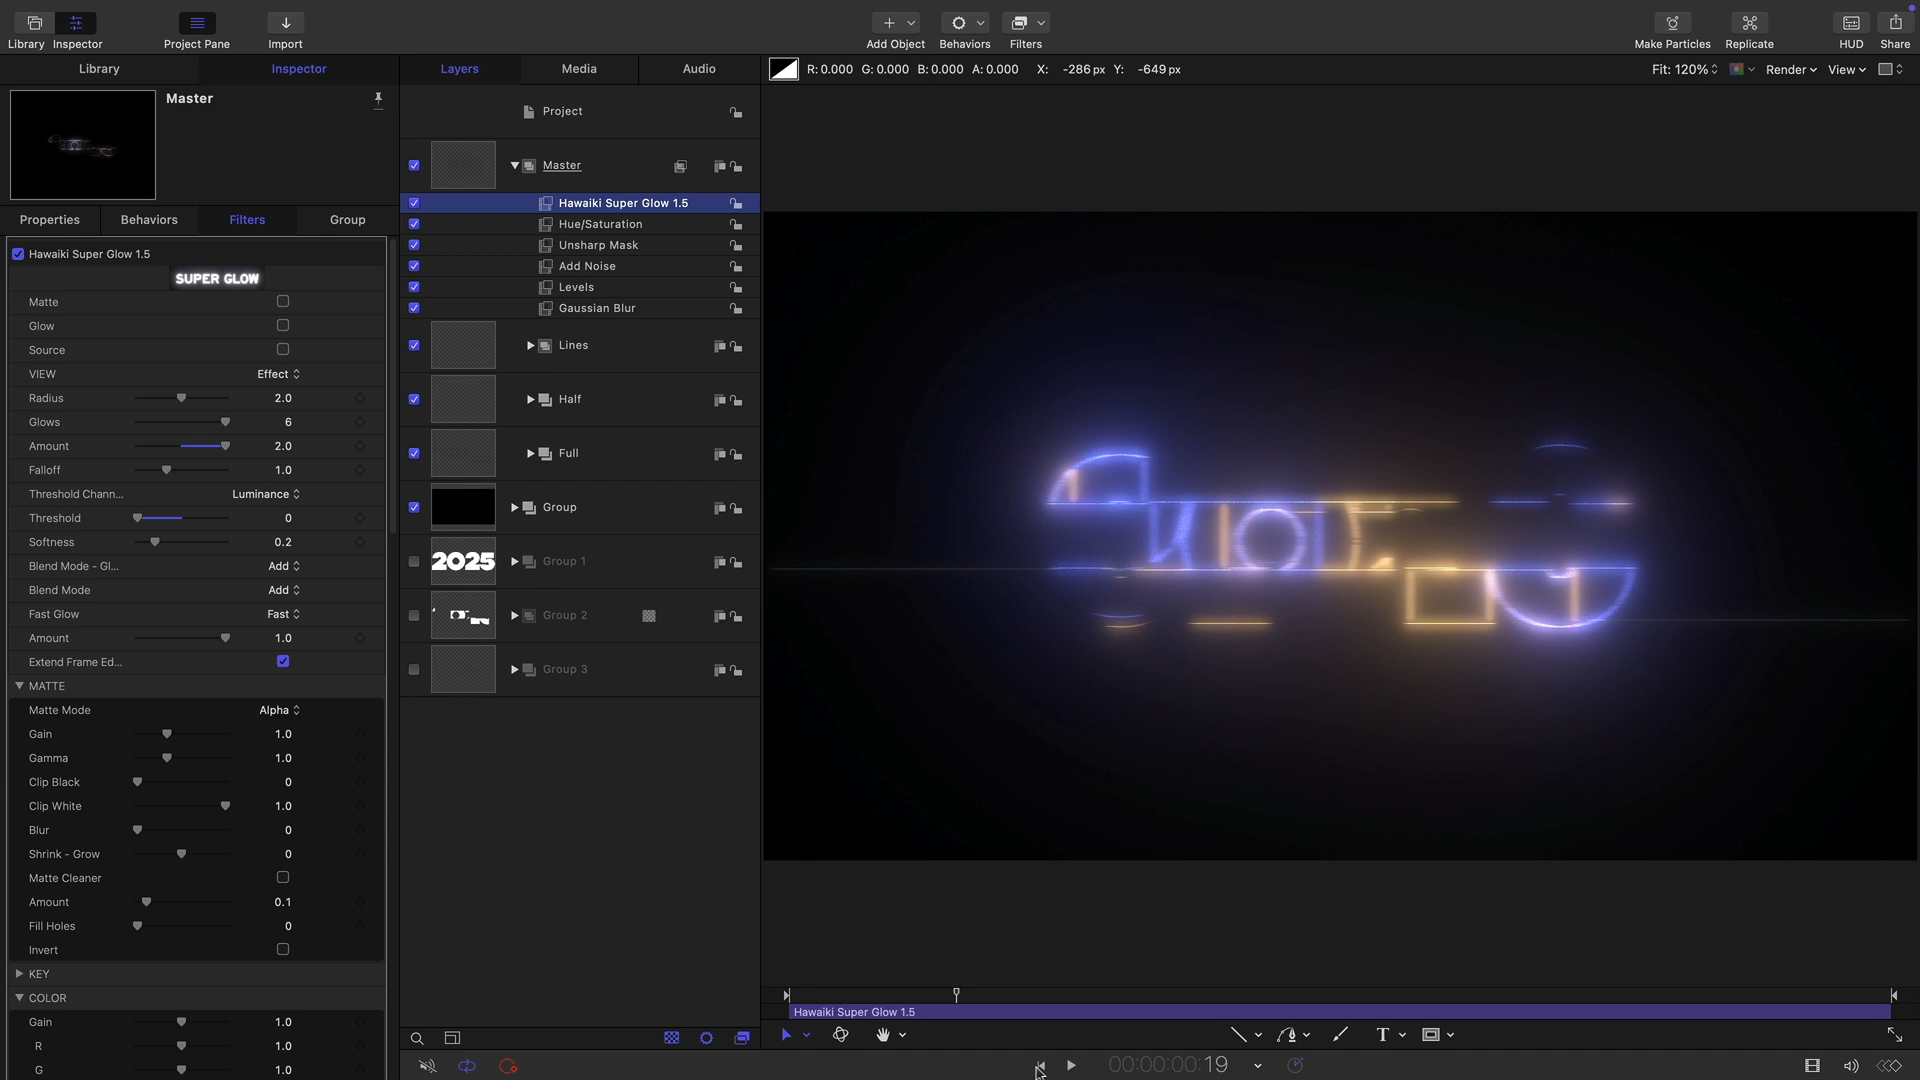 Library Inspector Project Pane Import Add Object Behaviors Filters Make Particles Replicate HUD Share
Library Inspector Layers Media Audio R: 0.000 G: 0.000 B: 0.000 A: 0.000 X: -286 px Y: -649 px Fit: 120% Render View
Master
Properties Behaviors Filters Group
Hawaiki Super Glow 1.5
SUPER GLOW
Matte
Glow
Source
VIEW Effect
Radius 2.0
Glows 6
Amount 2.0
Falloff 1.0
Threshold Chann... Luminance
Threshold 0
Softness 0.2
Blend Mode - Gl... Add
Blend Mode Add
Fast Glow Fast
Amount 1.0
Extend Frame Ed...
MATTE
Matte Mode Alpha
Gain 1.0
Gamma 1.0
Clip Black 0
Clip White 1.0
Blur 0
Shrink - Grow 0
Matte Cleaner
Amount 0.1
Fill Holes 0
Invert
KEY
COLOR
Gain 1.0
R 1.0
G 1.0
Project
Master
Hawaiki Super Glow 1.5
Hue/Saturation
Unsharp Mask
Add Noise
Levels
Gaussian Blur
Lines
Half
Full
Group
2025 Group 1
Group 2
Group 3
Hawaiki Super Glow 1.5
T
00:00:00:19